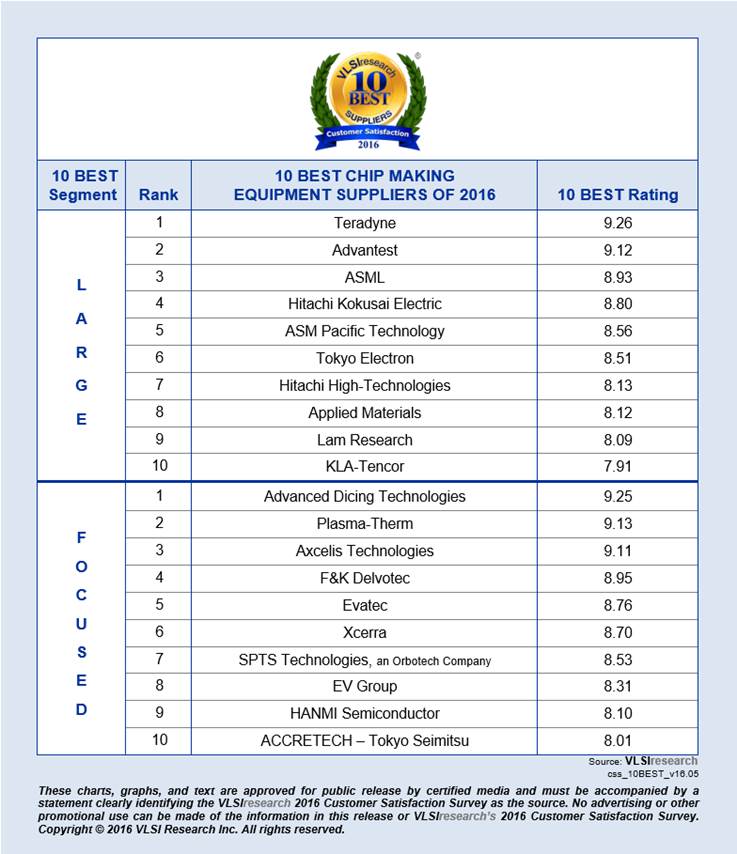 VLSIresearch
10
BEST
SUPPLIERS
®
Customer Satisfaction
2016
10 BEST Segment Rank 10 BEST CHIP MAKING EQUIPMENT SUPPLIERS OF 2016 10 BEST Rating
LARGE
1 Teradyne 9.26
2 Advantest 9.12
3 ASML 8.93
4 Hitachi Kokusai Electric 8.80
5 ASM Pacific Technology 8.56
6 Tokyo Electron 8.51
7 Hitachi High-Technologies 8.13
8 Applied Materials 8.12
9 Lam Research 8.09
10 KLA-Tencor 7.91
FOCUSED
1 Advanced Dicing Technologies 9.25
2 Plasma-Therm 9.13
3 Axcelis Technologies 9.11
4 F&K Delvotec 8.95
5 Evatec 8.76
6 Xcerra 8.70
7 SPTS Technologies, an Orbotech Company 8.53
8 EV Group 8.31
9 HANMI Semiconductor 8.10
10 ACCRETECH – Tokyo Seimitsu 8.01
Source: VLSIresearch
css_10BEST_v16.05
These charts, graphs, and text are approved for public release by certified media and must be accompanied by a
statement clearly identifying the VLSIresearch 2016 Customer Satisfaction Survey as the source. No advertising or other
promotional use can be made of the information in this release or VLSIresearch's 2016 Customer Satisfaction Survey.
Copyright © 2016 VLSI Research Inc. All rights reserved.